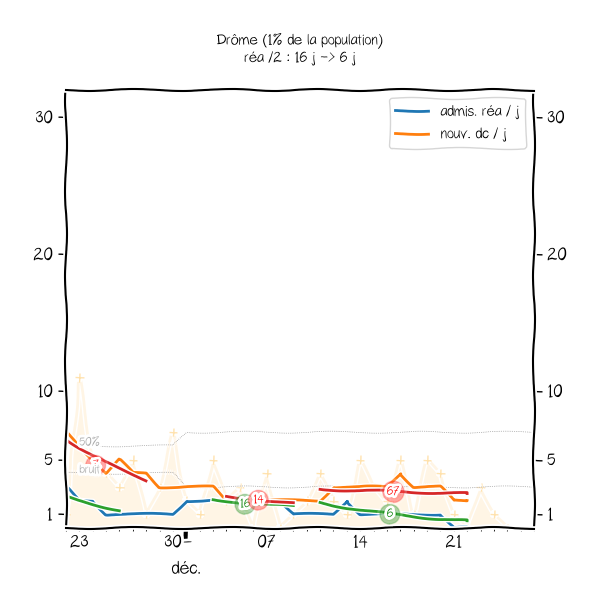 Drôme (1% de la population)
réa /2 : 16 j -> 6 j
admis. réa / j
nouv. dc / j
30 30
20 20
10 10
50%
5 5
bruit
16 14 67
6
1 1
23 30 07 14 21
déc.